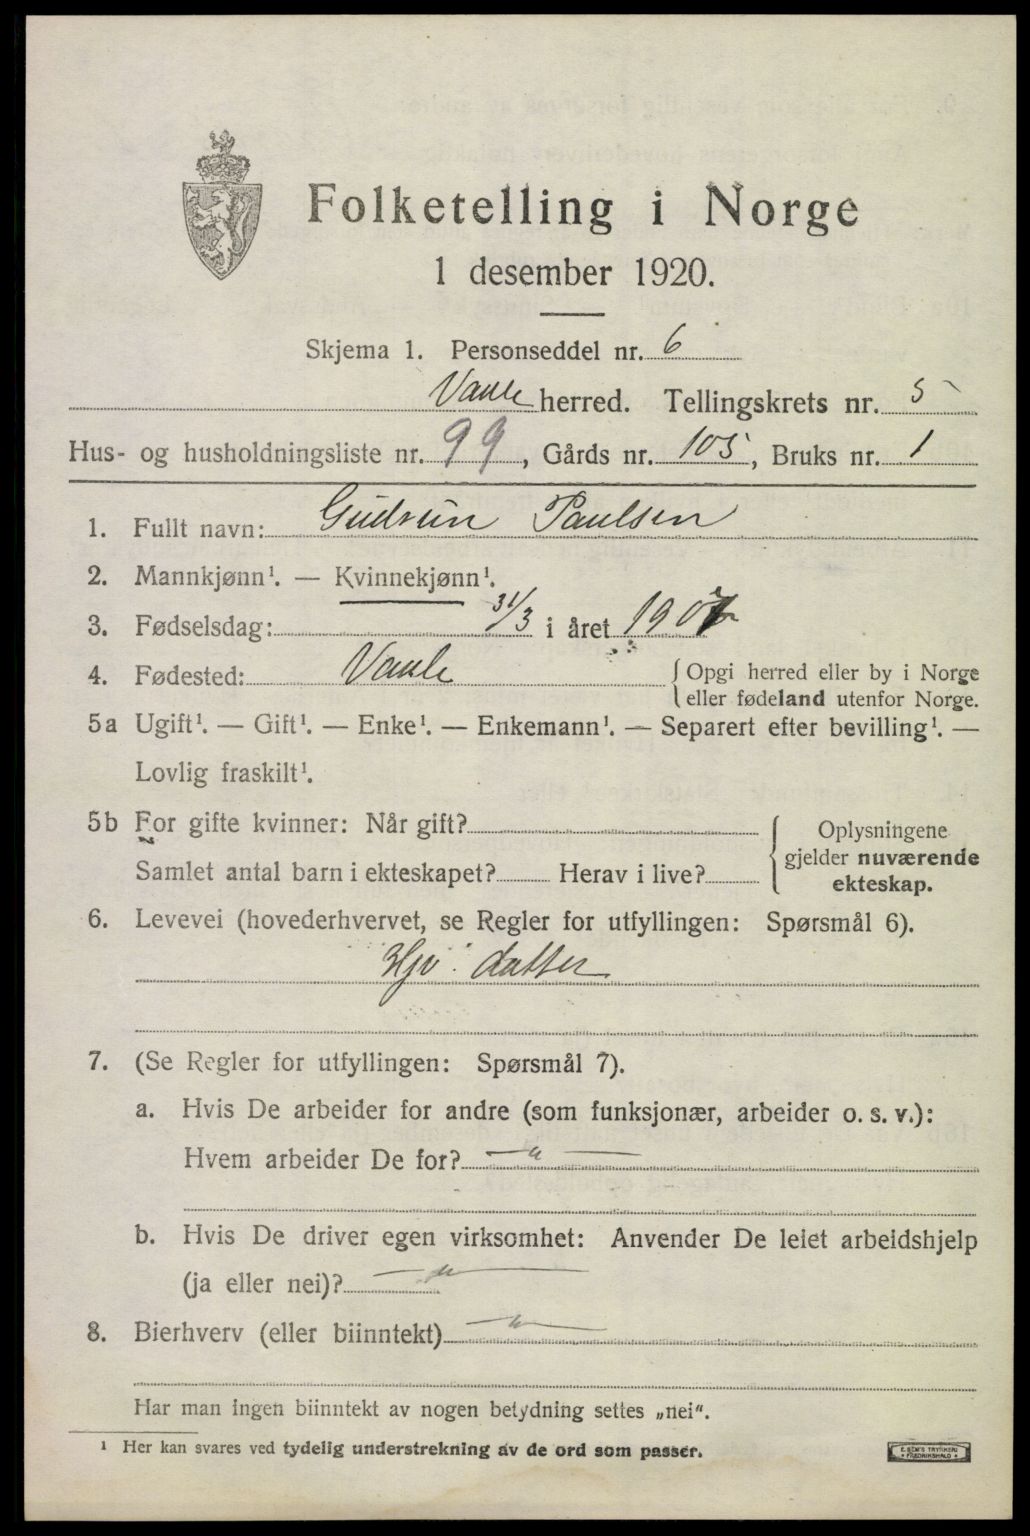 Folketelling i Norge
1 desember 1920.
Skjema 1. Personseddel nr. 6
Vaale herred. Tellingskrets nr. 5
Hus- og husholdningsliste nr. 99, Gårds nr. 105, Bruks nr. 1
1. Fullt navn: Gudrun Paulsen
2. Mannkjønn¹. — Kvinnekjønn¹.
3. Fødselsdag: 31/3 i året 1907
4. Fødested: Vaale { Opgi herred eller by i Norge
eller fødeland utenfor Norge.
5a Ugift¹. — Gift¹. — Enke¹. — Enkemann¹. — Separert efter bevilling¹. —
Lovlig fraskilt¹.
5b For gifte kvinner: Når gift?
Samlet antal barn i ekteskapet? Herav i live?
Oplysningene
gjelder nuværende
ekteskap.
6. Levevei (hovederhvervet, se Regler for utfyllingen: Spørsmål 6).
Hjv. datter
7. (Se Regler for utfyllingen: Spørsmål 7).
a. Hvis De arbeider for andre (som funksjonær, arbeider o. s. v.):
Hvem arbeider De for? — " —
b. Hvis De driver egen virksomhet: Anvender De leiet arbeidshjelp
(ja eller nei)? — " —
8. Bierhverv (eller biinntekt) — " —
Har man ingen biinntekt av nogen betydning settes „nei“.
¹ Her kan svares ved tydelig understrekning av de ord som passer.
E. SEM'S TRYKKERI
FREDRIKSHALD